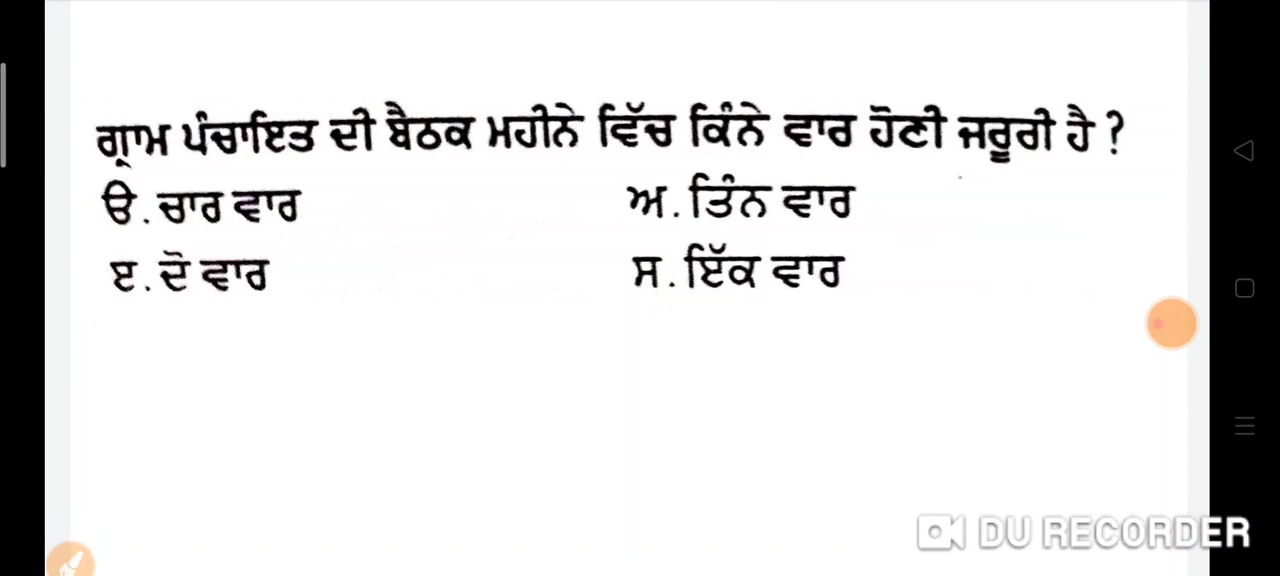 ਗ੍ਰਾਮ ਪੰਚਾਇਤ ਦੀ ਬੈਠਕ ਮਹੀਨੇ ਵਿੱਚ ਕਿੰਨੇ ਵਾਰ ਹੋਣੀ ਜਰੂਰੀ ਹੈ ?
ੳ. ਚਾਰ ਵਾਰ ਅ. ਤਿੰਨ ਵਾਰ
ੲ. ਦੋ ਵਾਰ ਸ. ਇੱਕ ਵਾਰ
DU RECORDER